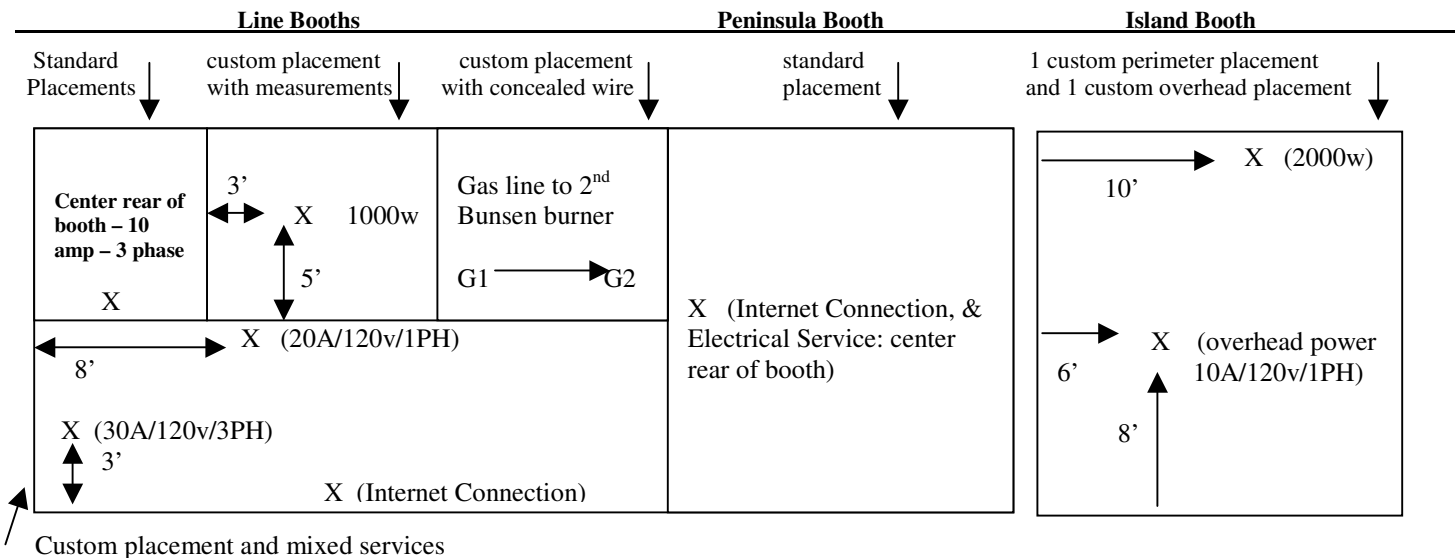 Line Booths
Peninsula Booth
Island Booth
Standard
Placements
custom placement
with measurements
custom placement
with concealed wire
standard
placement
1 custom perimeter placement
and 1 custom overhead placement
Center rear of
booth – 10
amp – 3 phase
X
3’
X 1000w
5’
Gas line to 2nd
Bunsen burner
G1 G2
X (Internet Connection, &
Electrical Service: center
rear of booth)
X (2000w)
10’
X (overhead power
10A/120v/1PH)
6’
8’
X (20A/120v/1PH)
8’
X (30A/120v/3PH)
3’
X (Internet Connection)
Custom placement and mixed services